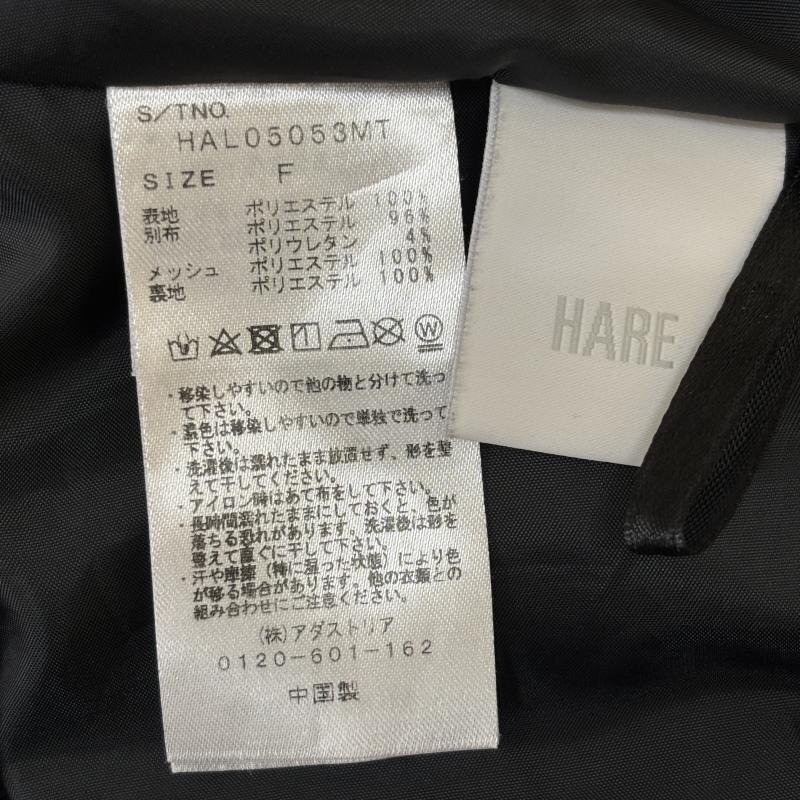 S/TNO.
HAL05053MT
SIZE F
表地 ポリエステル 100%
別布 ポリエステル 96%
ポリウレタン 4%
メッシュ ポリエステル 100%
裏地 ポリエステル 100%
W
・移染しやすいので他の物と分けて洗っ
て下さい。
・濃色は移染しやすいので単独で洗って
下さい。
・洗濯後は濡れたまま放置せず、形を整
えて干してください。
・アイロン時はあて布をして下さい。
・長時間濡れたままにしておくと、色が
落ちる恐れがあります。洗濯後は形を
整えて直ぐに干して下さい。
・汗や摩擦（特に湿った状態）により色
が移る場合があります。他の衣類との
組み合わせにご注意ください。
(株)アダストリア
0120-601-162
中国製
HARE